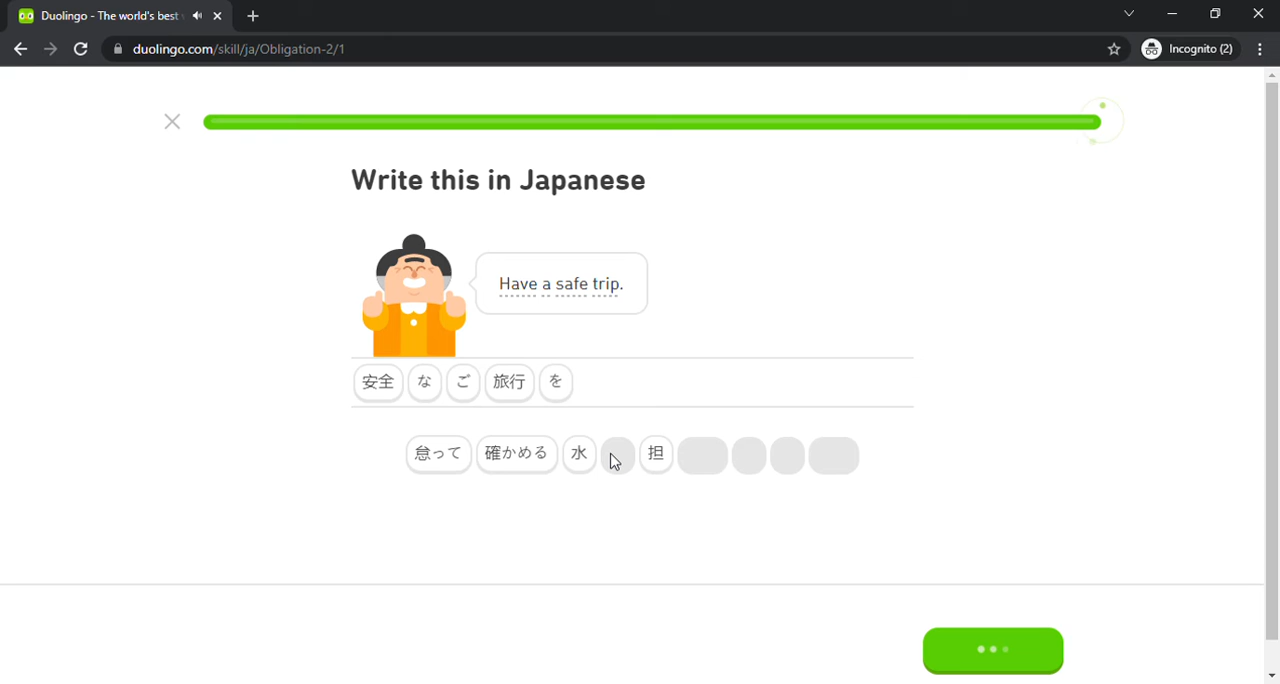 Duolingo - The world's best
duolingo.com/skill/ja/Obligation-2/1
Incognito (2)
Write this in Japanese
Have a safe trip.
安全 な ご 旅行 を
怠って 確かめる 水 担